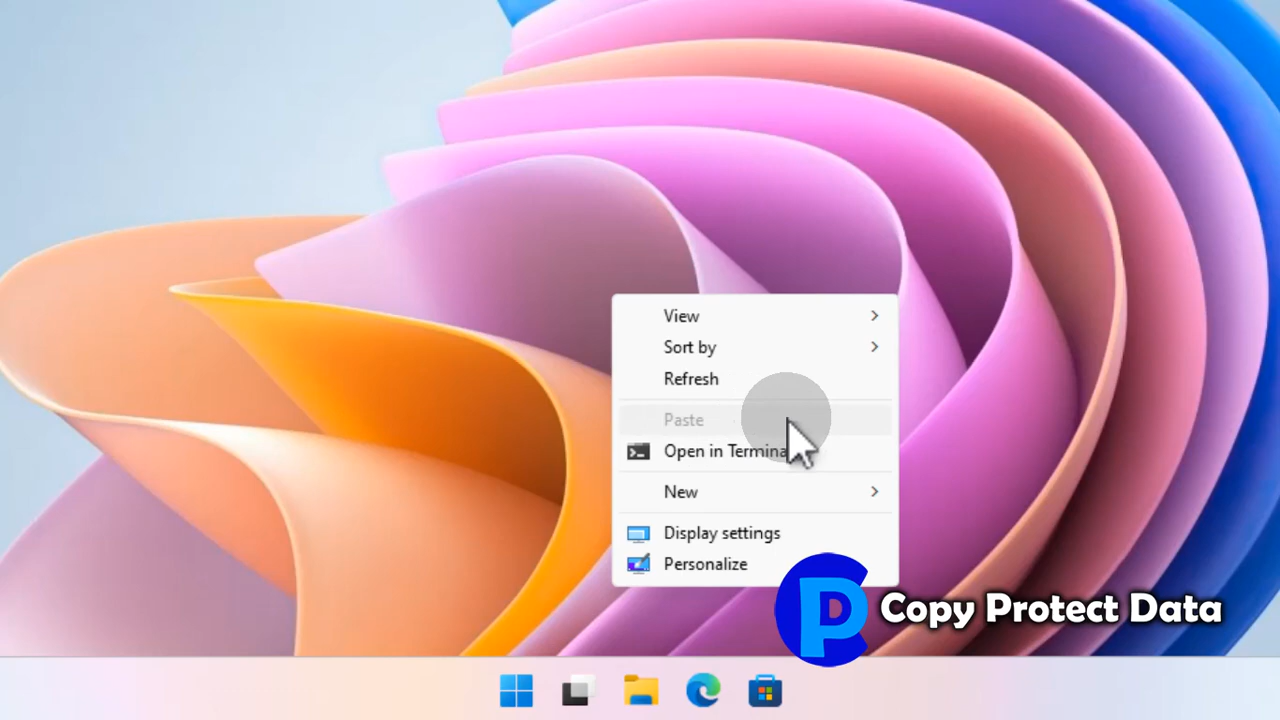 View
Sort by
Refresh
Paste
Open in Termina
New
Display settings
Personalize
P
Copy Protect Data